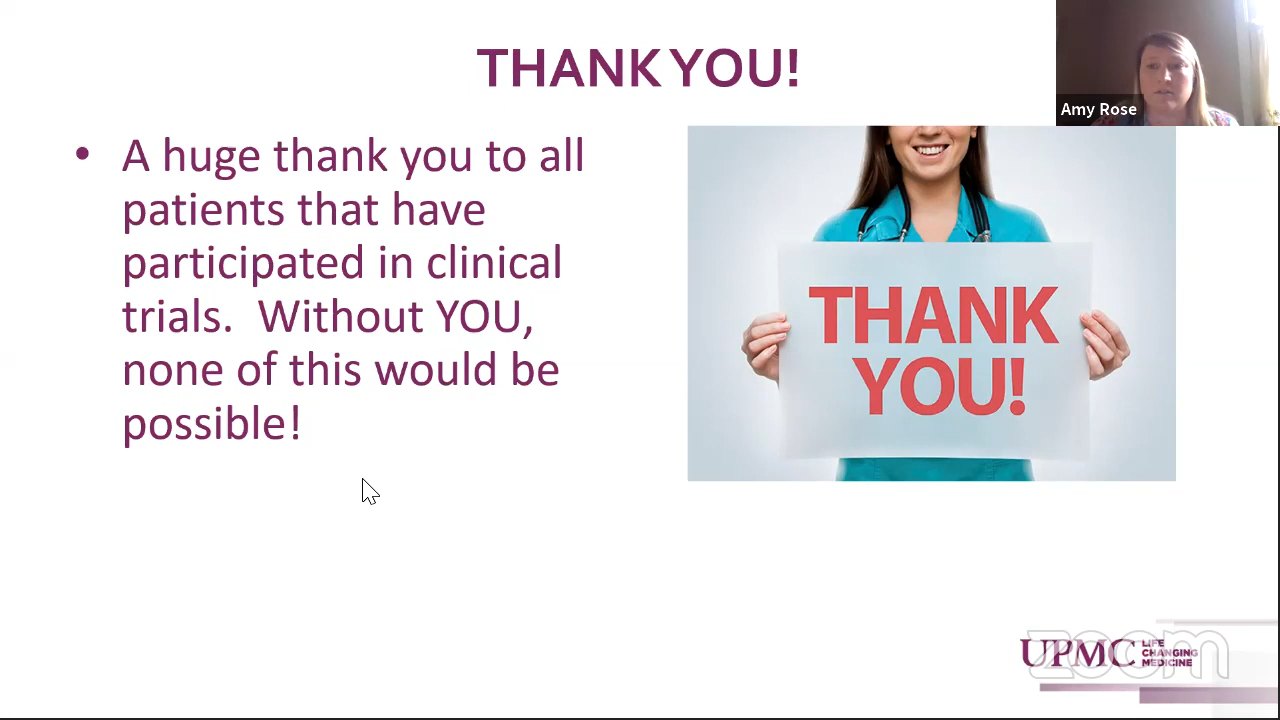 THANK YOU!
Amy Rose
• A huge thank you to all
patients that have
participated in clinical
trials.  Without YOU,
none of this would be
possible!
THANK
YOU!
UPMC
LIFE
CHANGING
MEDICINE
zoom